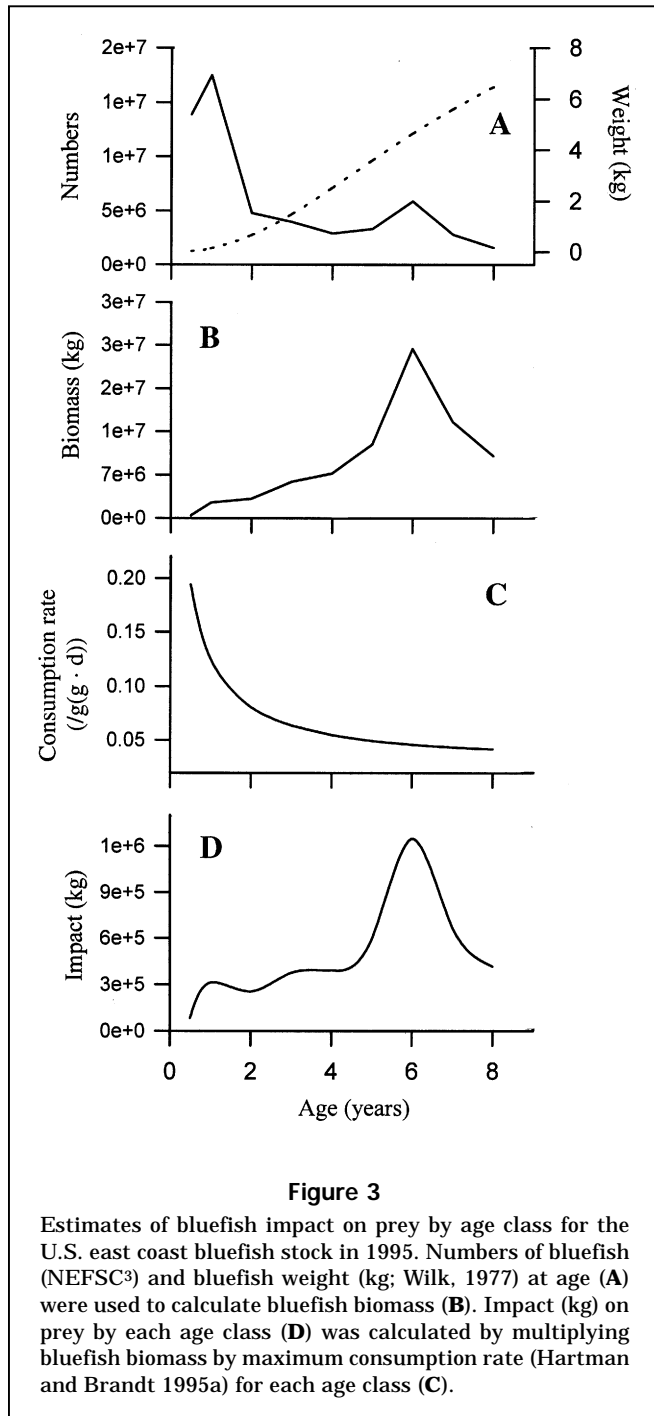 2e+7
1e+7
1e+7
5e+6
0e+0
Numbers
8
6
4
2
0
Weight (kg)
A
3e+7
3e+7
2e+7
1e+7
7e+6
0e+0
Biomass (kg)
B
0.20
0.15
0.10
0.05
Consumption rate
(/g(g · d))
C
1e+6
9e+5
6e+5
3e+5
0e+0
Impact (kg)
D
0 2 4 6 8
Age (years)
Figure 3
Estimates of bluefish impact on prey by age class for the
U.S. east coast bluefish stock in 1995. Numbers of bluefish
(NEFSC³) and bluefish weight (kg; Wilk, 1977) at age (A)
were used to calculate bluefish biomass (B). Impact (kg) on
prey by each age class (D) was calculated by multiplying
bluefish biomass by maximum consumption rate (Hartman
and Brandt 1995a) for each age class (C).